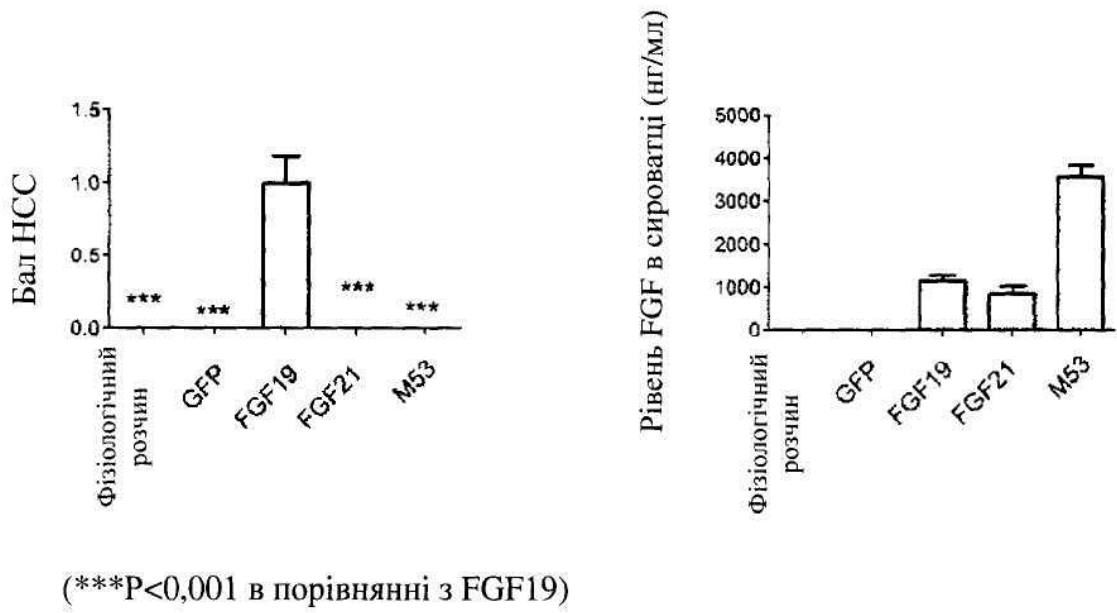 Бал НСС
1.5
1.0
0.5
0.0
***
***
***
***
Фізіологічний
розчин
GFP
FGF19
FGF21
M53
Рівень FGF в сироватці (нг/мл)
5000
4000
3000
2000
1000
0
Фізіологічний
розчин
GFP
FGF19
FGF21
M53
(***P<0,001 в порівнянні з FGF19)